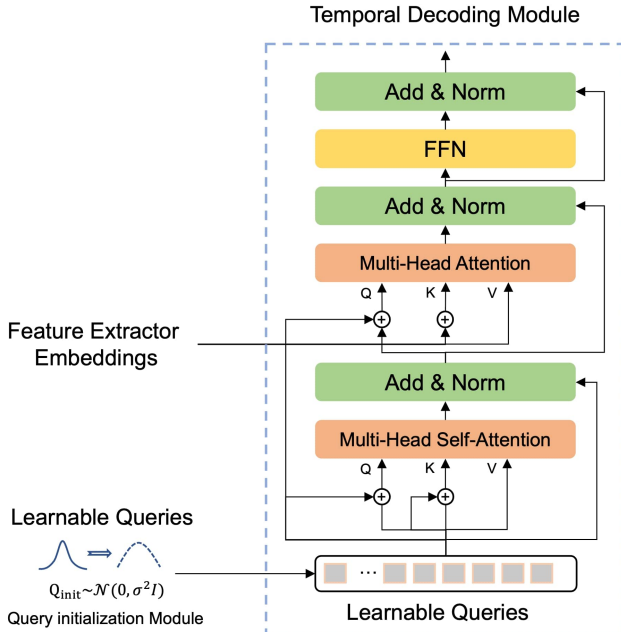 Temporal Decoding Module
Add & Norm
FFN
Add & Norm
Multi-Head Attention
Q K V
Feature Extractor
Embeddings
Add & Norm
Multi-Head Self-Attention
Q K V
Learnable Queries
Q_init~𝒩(0, σ²I)
Query initialization Module
...
Learnable Queries